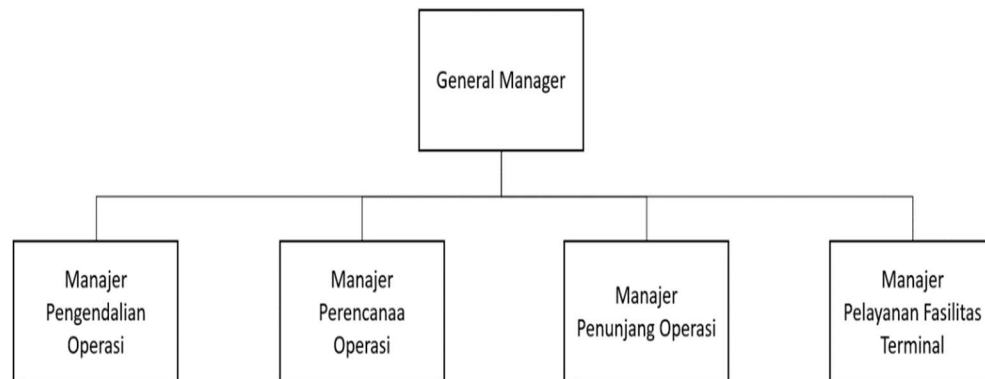 General Manager
Manajer
Pengendalian
Operasi
Manajer
Perencanaa
Operasi
Manajer
Penunjang Operasi
Manajer
Pelayanan Fasilitas
Terminal